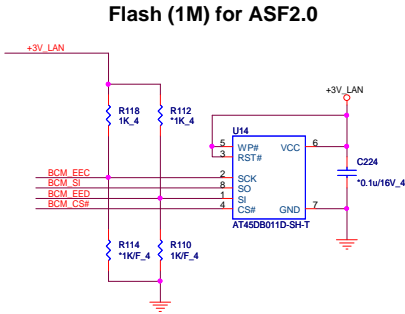 Flash (1M) for ASF2.0
+3V_LAN
+3V_LAN
R118
1K_4
R112
*1K_4
U14
5 WP# VCC 6
3 RST#
C224
*0.1u/16V_4
BCM_EEC 2 SCK
BCM_SI 8 SO
BCM_EED 1 SI
BCM_CS# 4 CS# GND 7
AT45DB011D-SH-T
R114
*1K/F_4
R110
1K/F_4